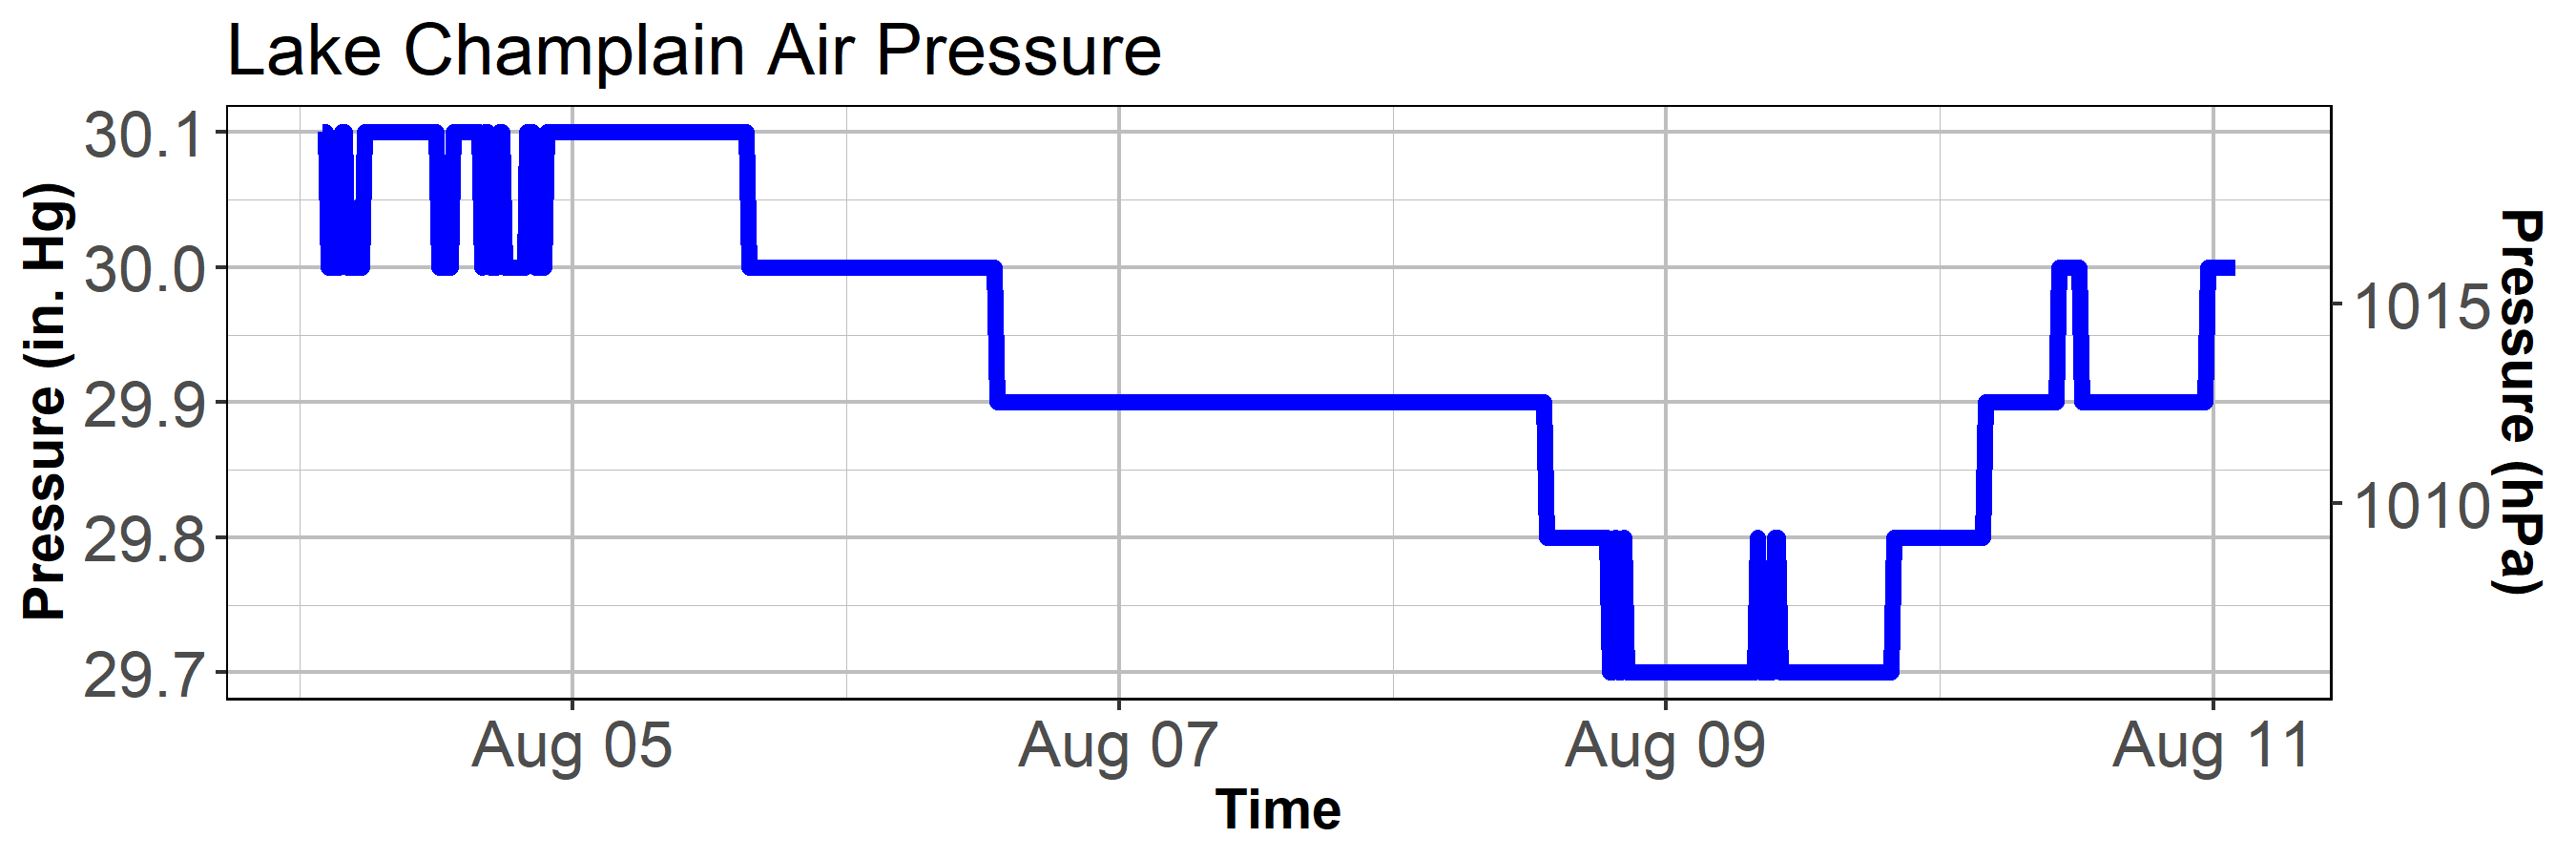 Lake Champlain Air Pressure
Pressure (in. Hg)
30.1
30.0
29.9
29.8
29.7
1015
1010
Pressure (hPa)
Aug 05
Aug 07
Aug 09
Aug 11
Time